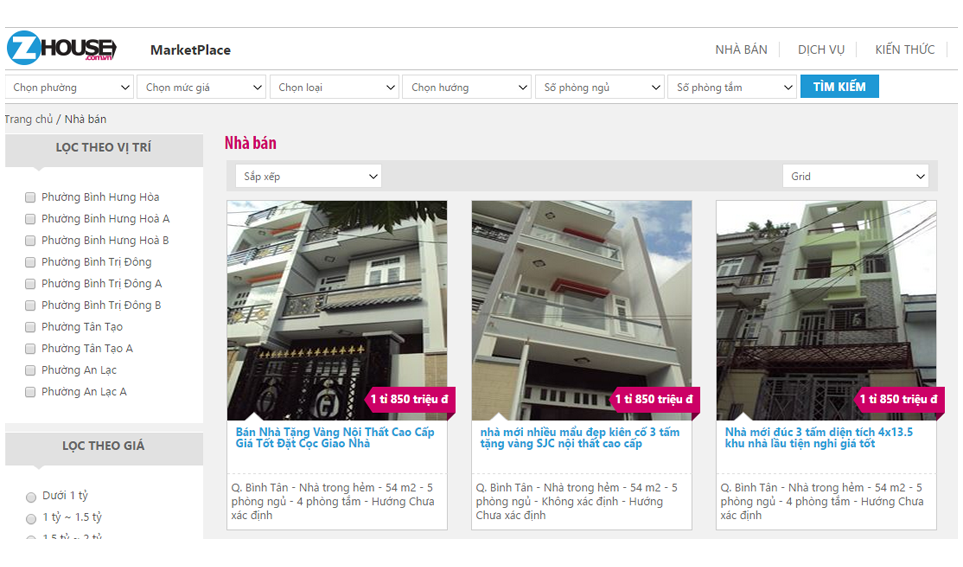 ZHOUSE
.com.vn
MarketPlace
NHÀ BÁN
DỊCH VỤ
KIẾN THỨC
Chọn phường
Chọn mức giá
Chọn loại
Chọn hướng
Số phòng ngủ
Số phòng tắm
TÌM KIẾM
Trang chủ / Nhà bán
LỌC THEO VỊ TRÍ
Phường Bình Hưng Hòa
Phường Bình Hưng Hoà A
Phường Bình Hưng Hoà B
Phường Bình Trị Đông
Phường Bình Trị Đông A
Phường Bình Trị Đông B
Phường Tân Tạo
Phường Tân Tạo A
Phường An Lạc
Phường An Lạc A
LỌC THEO GIÁ
Dưới 1 tỷ
1 tỷ ~ 1.5 tỷ
1.5 tỷ ~ 2 tỷ
Nhà bán
Sắp xếp
Grid
1 tỉ 850 triệu đ
Bán Nhà Tặng Vàng Nội Thất Cao Cấp
Giá Tốt Đặt Cọc Giao Nhà
Q. Bình Tân - Nhà trong hẻm - 54 m2 - 5
phòng ngủ - 4 phòng tắm - Hướng Chưa
xác định
1 tỉ 850 triệu đ
nhà mới nhiều mẩu đẹp kiên cố 3 tấm
tặng vàng SJC nội thất cao cấp
Q. Bình Tân - Nhà trong hẻm - 54 m2 - 5
phòng ngủ - Không xác định - Hướng
Chưa xác định
1 tỉ 850 triệu đ
Nhà mới đúc 3 tấm diện tích 4x13.5
khu nhà lầu tiện nghi giá tốt
Q. Bình Tân - Nhà trong hẻm - 54 m2 - 5
phòng ngủ - 4 phòng tắm - Hướng Chưa
xác định